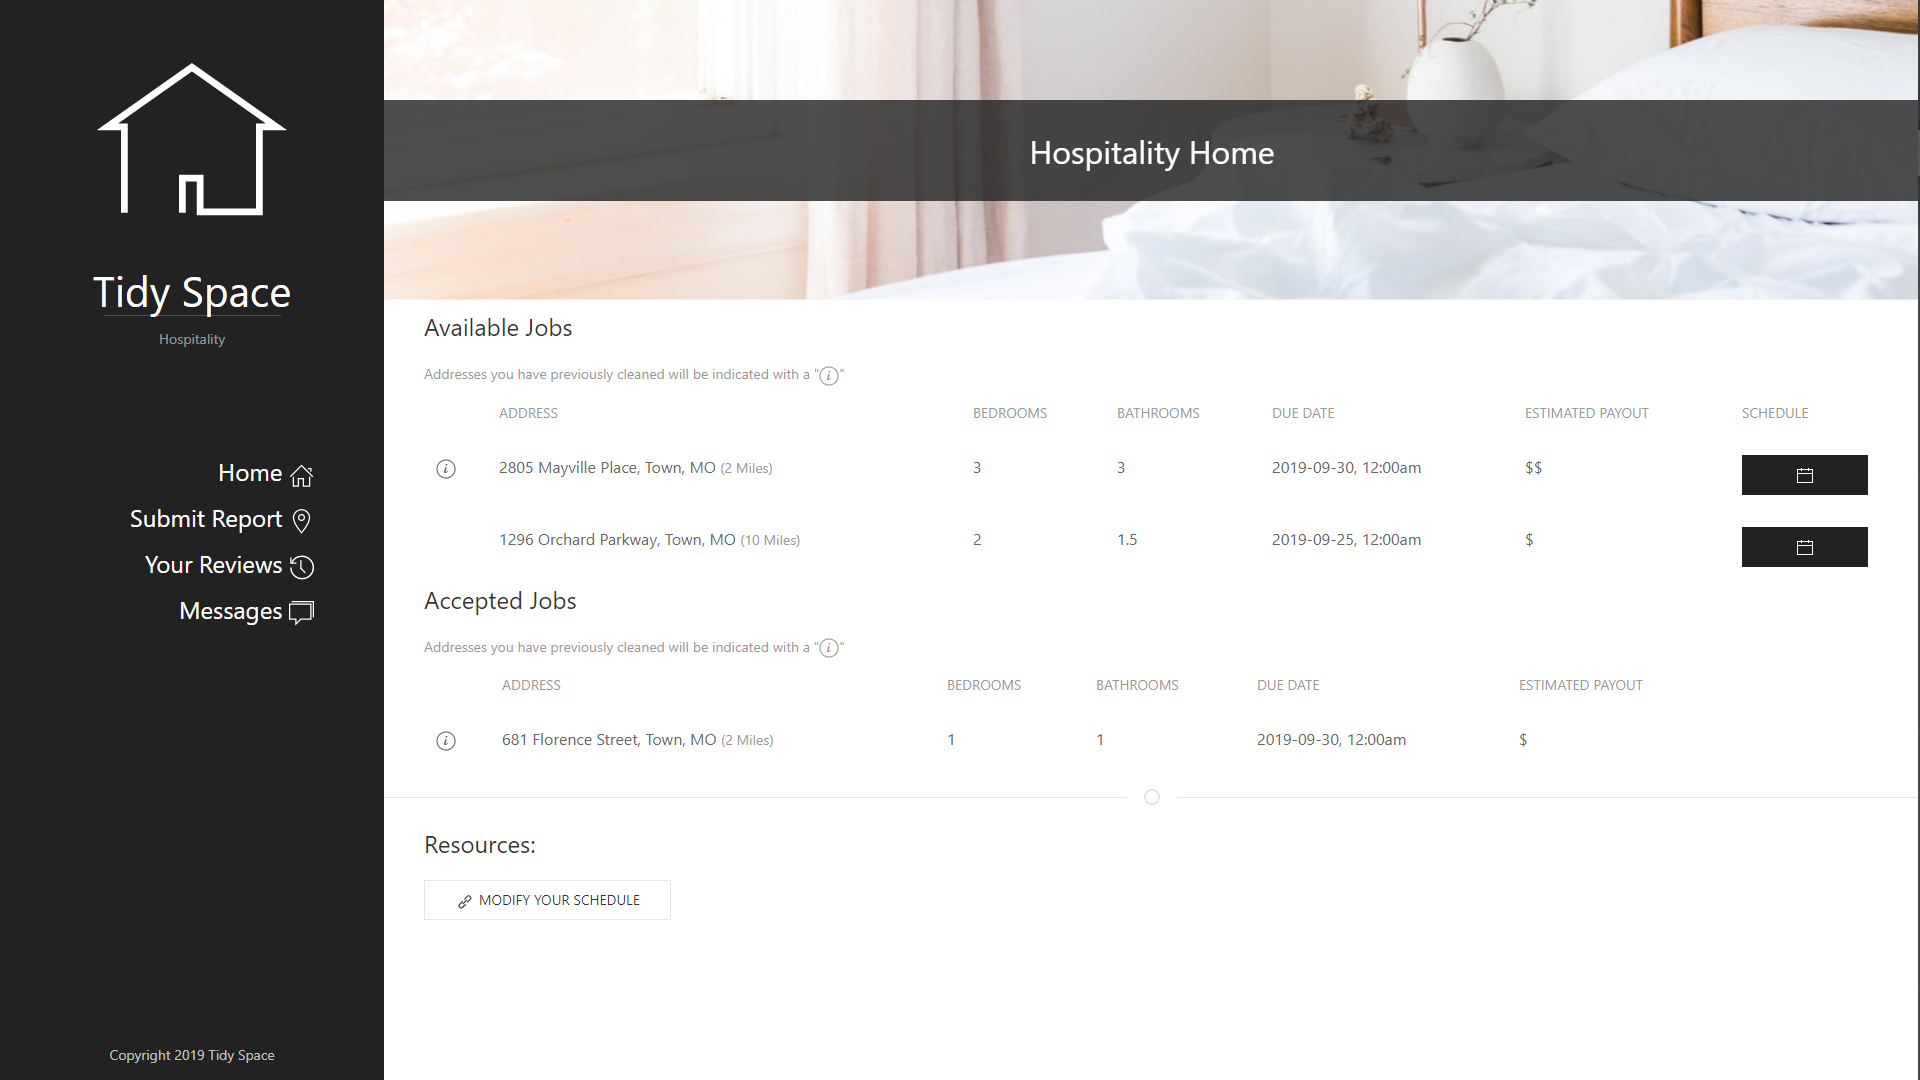 Tidy Space
Hospitality
Home
Submit Report
Your Reviews
Messages
Copyright 2019 Tidy Space
Hospitality Home
Available Jobs
Addresses you have previously cleaned will be indicated with a "i"
ADDRESS BEDROOMS BATHROOMS DUE DATE ESTIMATED PAYOUT SCHEDULE
i 2805 Mayville Place, Town, MO (2 Miles) 3 3 2019-09-30, 12:00am $$
1296 Orchard Parkway, Town, MO (10 Miles) 2 1.5 2019-09-25, 12:00am $
Accepted Jobs
Addresses you have previously cleaned will be indicated with a "i"
ADDRESS BEDROOMS BATHROOMS DUE DATE ESTIMATED PAYOUT
i 681 Florence Street, Town, MO (2 Miles) 1 1 2019-09-30, 12:00am $
Resources:
MODIFY YOUR SCHEDULE